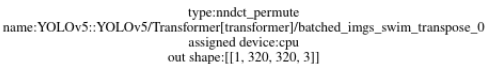 type:nndct_permute
name:YOLOv5::YOLOv5/Transformer[transformer]/batched_imgs_swim_transpose_0
assigned device:cpu
out shape:[[1, 320, 320, 3]]